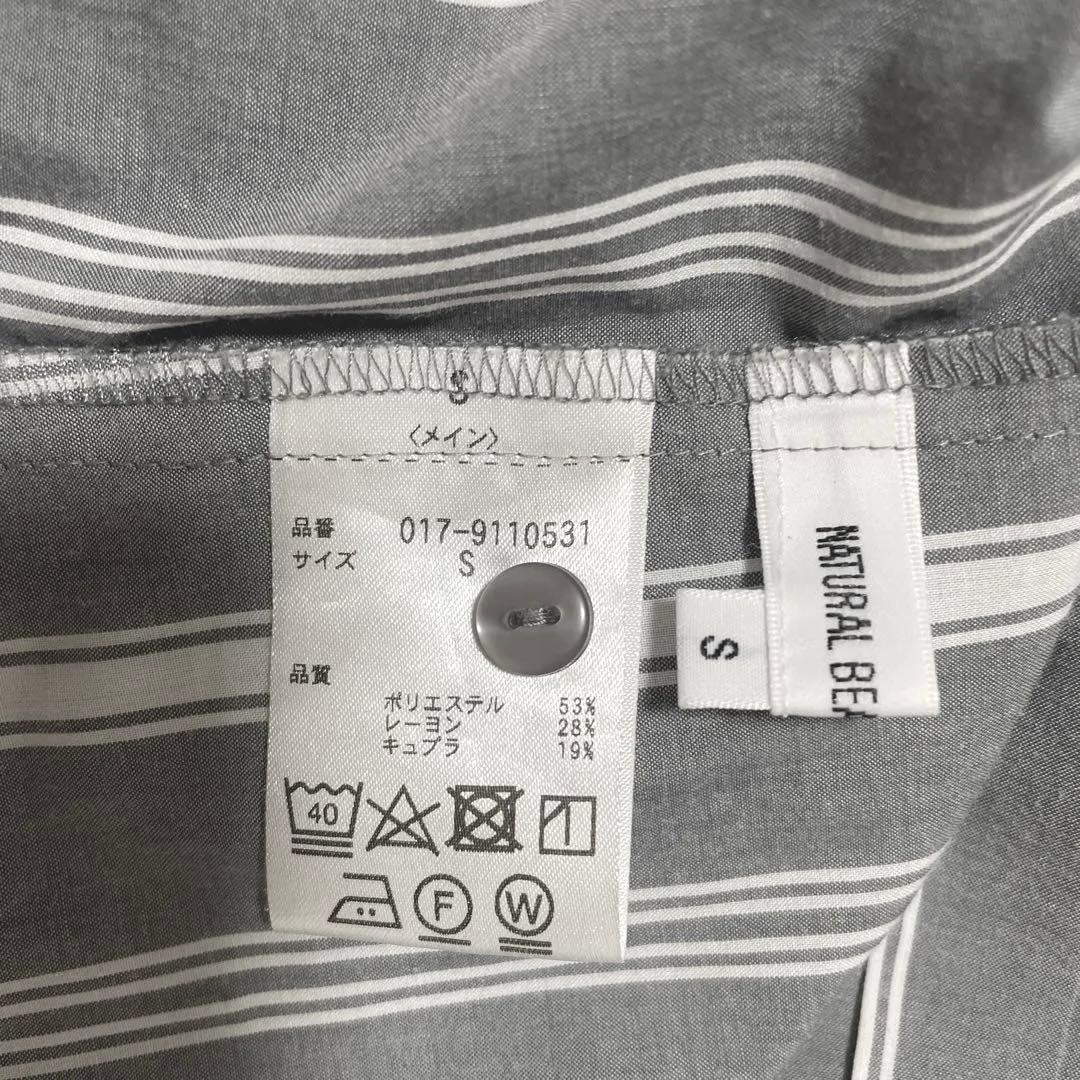 S
〈メイン〉
品番 017-9110531
サイズ S
品質
ポリエステル 53%
レーヨン 28%
キュプラ 19%
40
F W
S
NATURAL